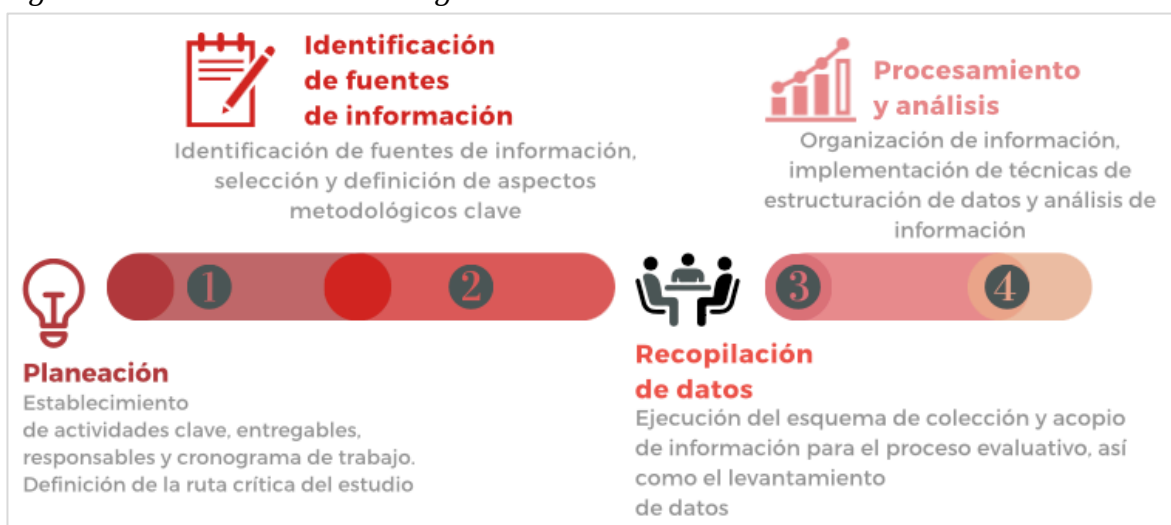 Identificación
de fuentes
de información
Identificación de fuentes de información,
selección y definición de aspectos
metodológicos clave
Procesamiento
y análisis
Organización de información,
implementación de técnicas de
estructuración de datos y análisis de
información
1
2
3
4
Planeación
Establecimiento
de actividades clave, entregables,
responsables y cronograma de trabajo.
Definición de la ruta crítica del estudio
Recopilación
de datos
Ejecución del esquema de colección y acopio
de información para el proceso evaluativo, así
como el levantamiento
de datos